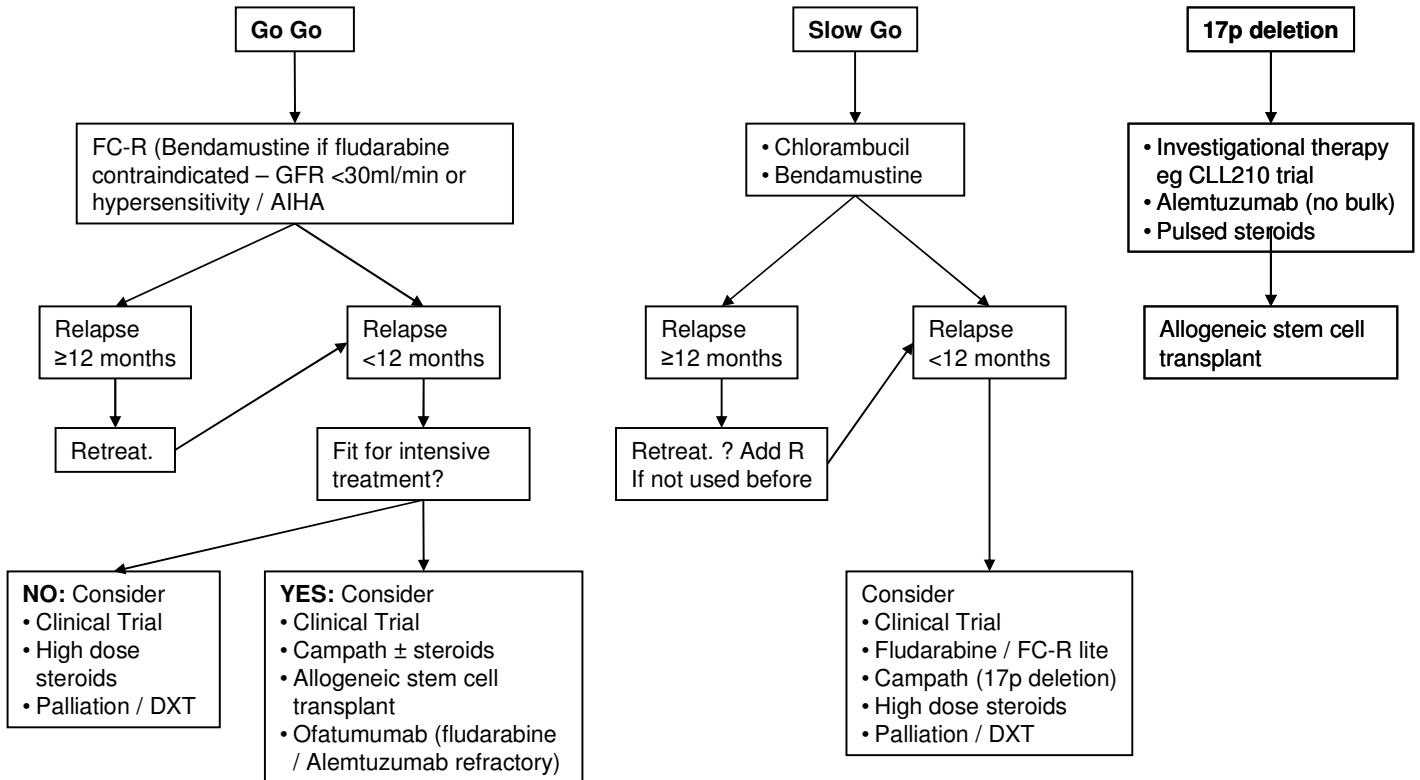 Go Go
FC-R (Bendamustine if fludarabine
contraindicated – GFR <30ml/min or
hypersensitivity / AIHA
Relapse
≥12 months
Relapse
<12 months
Retreat.
Fit for intensive
treatment?
NO: Consider
• Clinical Trial
• High dose
steroids
• Palliation / DXT
YES: Consider
• Clinical Trial
• Campath ± steroids
• Allogeneic stem cell
transplant
• Ofatumumab (fludarabine
/ Alemtuzumab refractory)
Slow Go
• Chlorambucil
• Bendamustine
Relapse
≥12 months
Relapse
<12 months
Retreat. ? Add R
If not used before
Consider
• Clinical Trial
• Fludarabine / FC-R lite
• Campath (17p deletion)
• High dose steroids
• Palliation / DXT
17p deletion
• Investigational therapy
eg CLL210 trial
• Alemtuzumab (no bulk)
• Pulsed steroids
Allogeneic stem cell
transplant